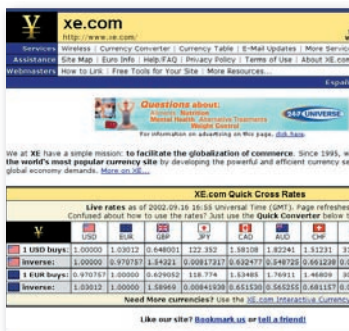 ¥
xe.com
http://www.xe.com/
Services Wireless | Currency Converter | Currency Table | E-Mail Updates | More Servic
Assistance Site Map | Euro Info | Help/FAQ | Privacy Policy | Terms of Use | About XE.com
Webmasters How to Link | Free Tools for Your Site | More Resources...
Españ
Questions about:
Aspirin Nutrition
Mental Health Alternative Treatments
Weight Control
24/7 UNIVERSE
For information on advertising on this page, click here.
We at XE have a simple mission: to facilitate the globalization of commerce. Since 1995, w
the world's most popular currency site by developing the powerful and efficient currency se
global economy demands. More on XE...
XE.com Quick Cross Rates
Live rates as of 2002.09.16 16:55 Universal Time (GMT). Page refreshes
Confused about how to use the rates? Just use the Quick Converter below t
¥ USD EUR GBP JPY CAD AUD CHF
1 USD buys: 1.00000 1.03012 0.648001 122.352 1.58108 1.82241 1.51231
inverse: 1.00000 0.970757 1.54321 0.00817317 0.632477 0.548725 0.661238
1 EUR buys: 0.970757 1.00000 0.629052 118.774 1.53485 1.76911 1.46809
inverse: 1.03012 1.00000 1.58969 0.00841938 0.651530 0.565255 0.681157
Need More currencies? Use the XE.com Interactive Currency
Like our site? Bookmark us or tell a friend!